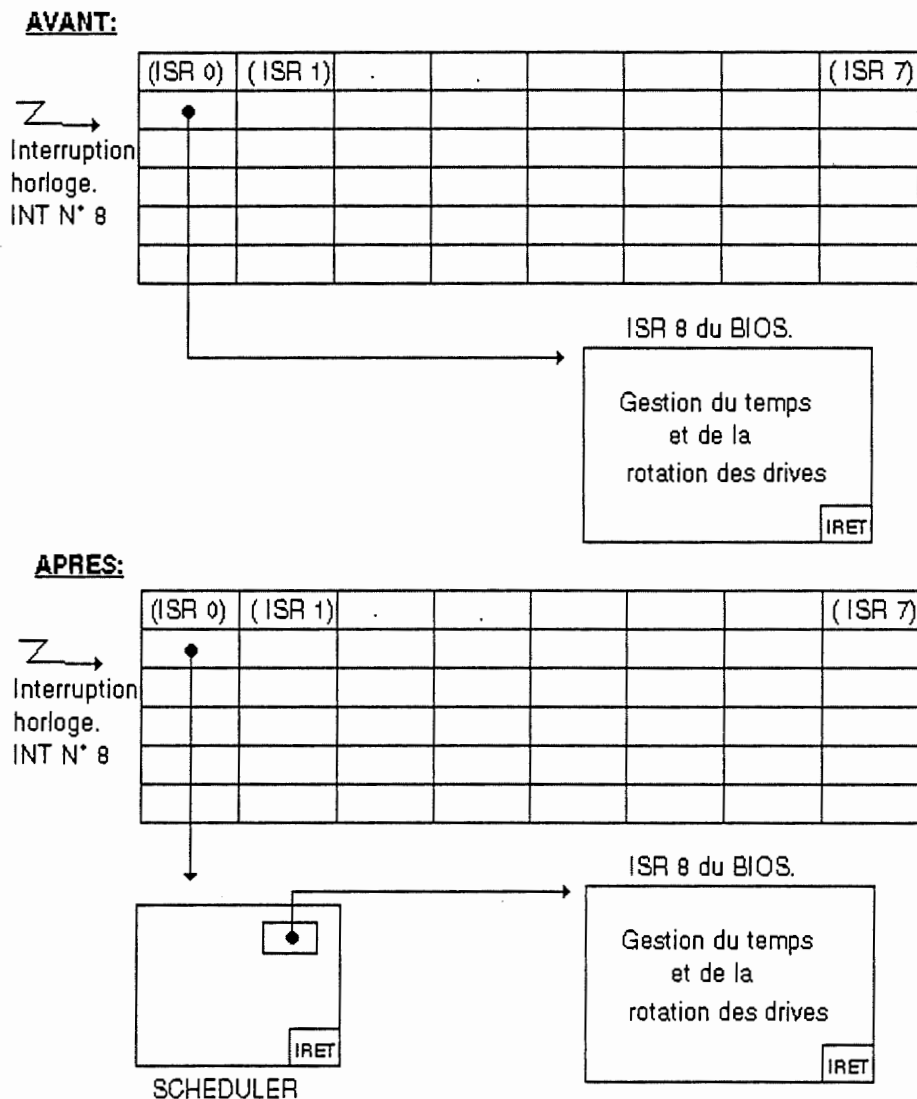 AVANT:
(ISR 0) ( ISR 1) . . ( ISR 7)
Interruption
horloge.
INT N° 8
ISR 8 du BIOS.
Gestion du temps
et de la
rotation des drives
IRET
APRES:
(ISR 0) ( ISR 1) . . ( ISR 7)
Interruption
horloge.
INT N° 8
ISR 8 du BIOS.
Gestion du temps
et de la
rotation des drives
IRET
IRET
SCHEDULER